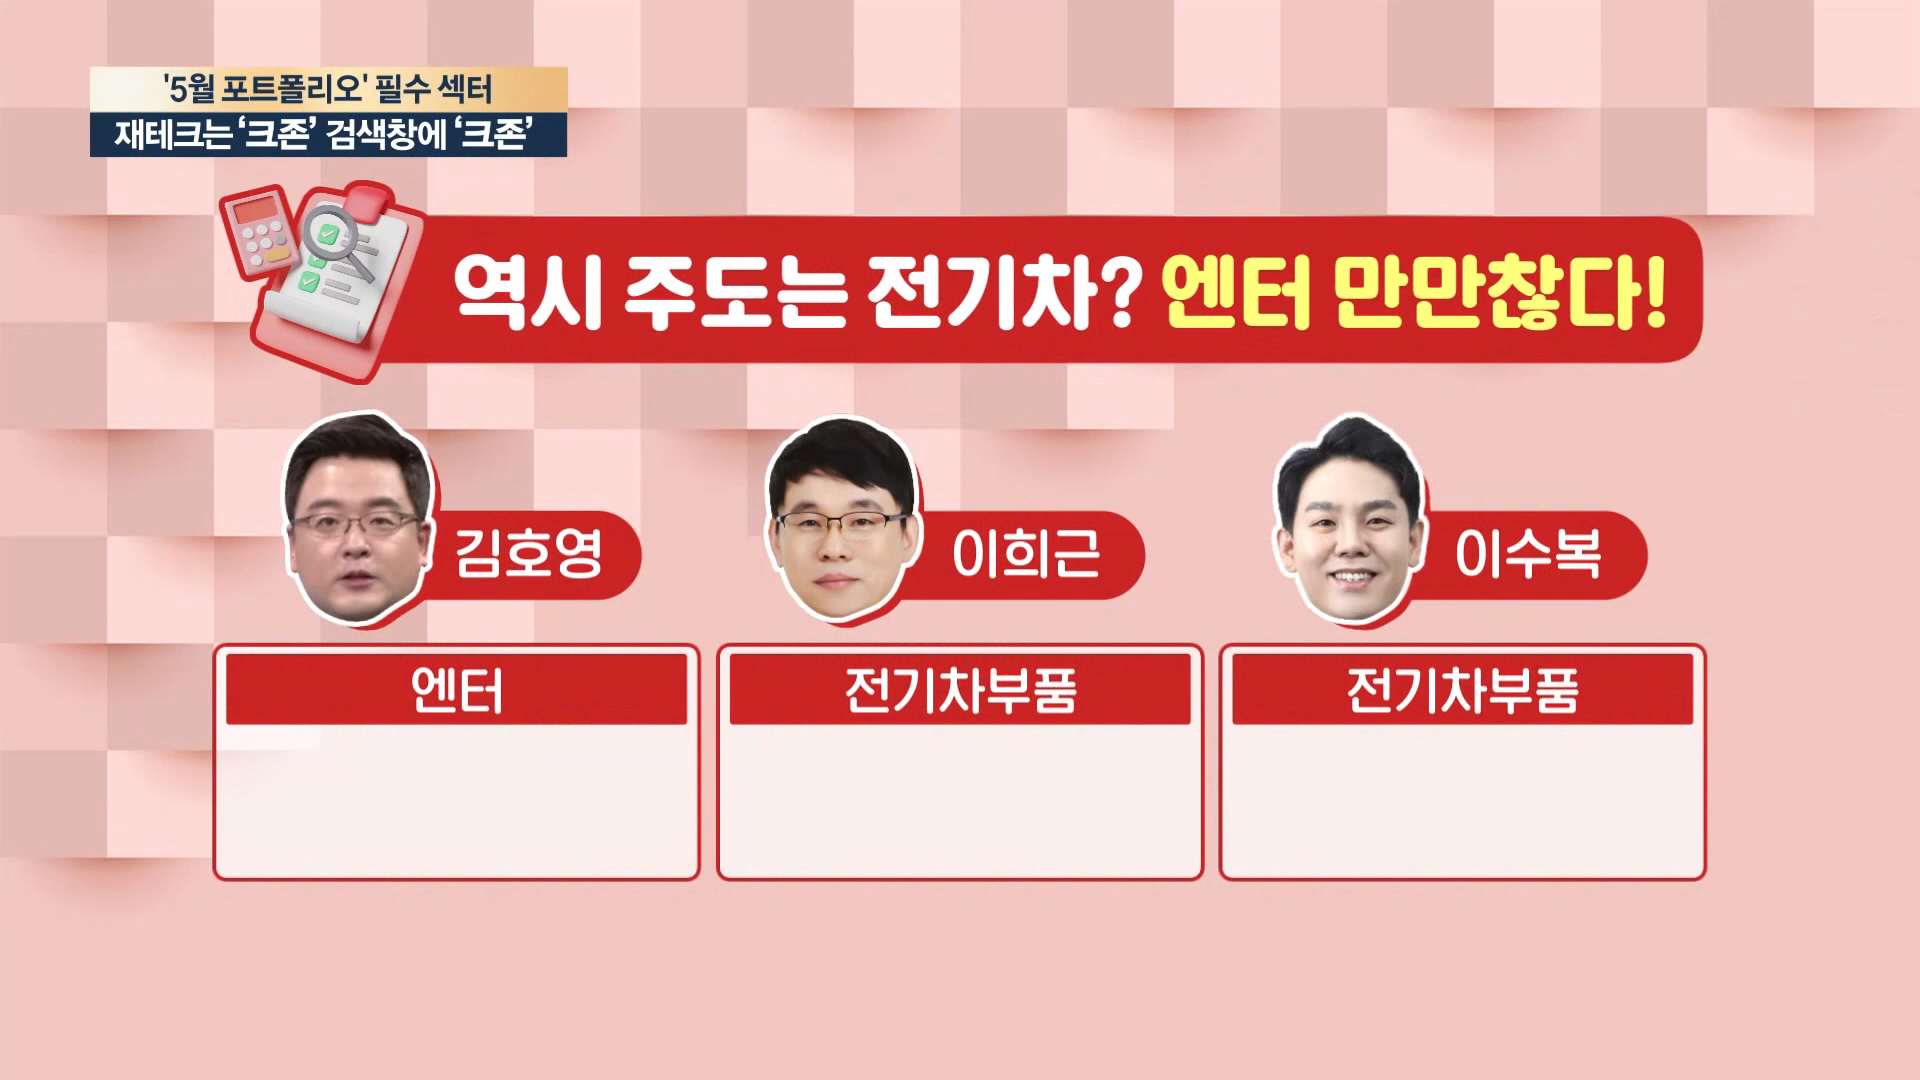 '5월 포트폴리오' 필수 섹터
재테크는 ‘크존’ 검색창에 ‘크존’
역시 주도는 전기차? 엔터 만만찮다!
김호영
이희근
이수복
엔터
전기차부품
전기차부품